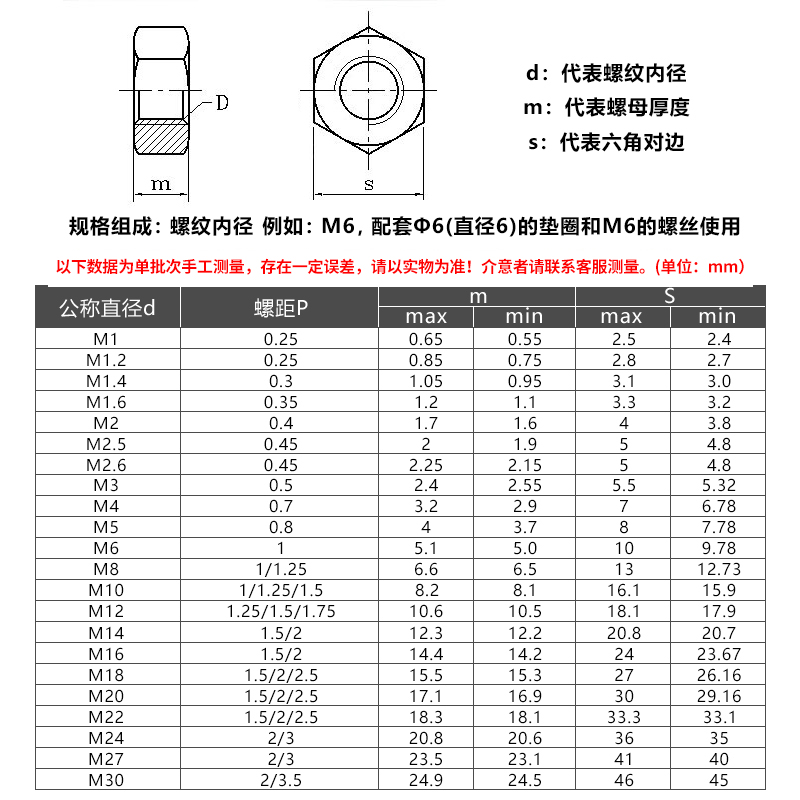 D
m
s
d：代表螺纹内径
m：代表螺母厚度
s：代表六角对边
规格组成：螺纹内径 例如：M6, 配套Φ6(直径6)的垫圈和M6的螺丝使用
以下数据为单批次手工测量，存在一定误差，请以实物为准！介意者请联系客服测量。(单位：mm)
公称直径d 螺距P m S
max min max min
M1 0.25 0.65 0.55 2.5 2.4
M1.2 0.25 0.85 0.75 2.8 2.7
M1.4 0.3 1.05 0.95 3.1 3.0
M1.6 0.35 1.2 1.1 3.3 3.2
M2 0.4 1.7 1.6 4 3.8
M2.5 0.45 2 1.9 5 4.8
M2.6 0.45 2.25 2.15 5 4.8
M3 0.5 2.4 2.55 5.5 5.32
M4 0.7 3.2 2.9 7 6.78
M5 0.8 4 3.7 8 7.78
M6 1 5.1 5.0 10 9.78
M8 1/1.25 6.6 6.5 13 12.73
M10 1/1.25/1.5 8.2 8.1 16.1 15.9
M12 1.25/1.5/1.75 10.6 10.5 18.1 17.9
M14 1.5/2 12.3 12.2 20.8 20.7
M16 1.5/2 14.4 14.2 24 23.67
M18 1.5/2/2.5 15.5 15.3 27 26.16
M20 1.5/2/2.5 17.1 16.9 30 29.16
M22 1.5/2/2.5 18.3 18.1 33.3 33.1
M24 2/3 20.8 20.6 36 35
M27 2/3 23.5 23.1 41 40
M30 2/3.5 24.9 24.5 46 45